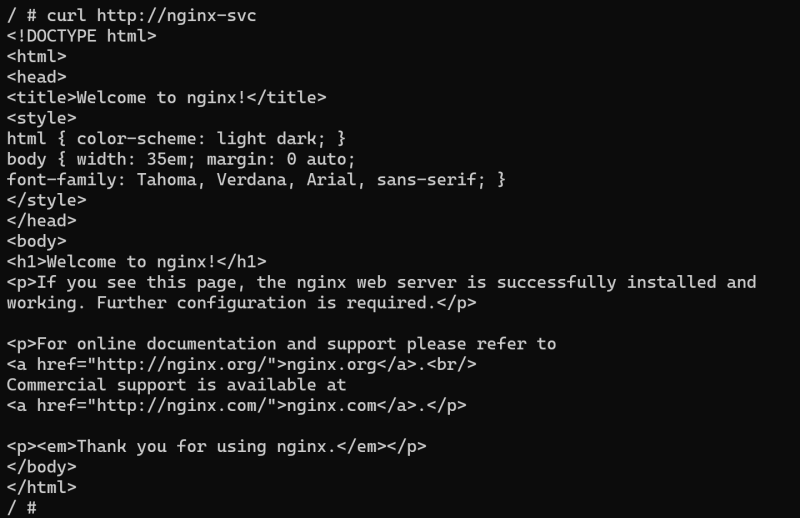 / # curl http://nginx-svc
<!DOCTYPE html>
<html>
<head>
<title>Welcome to nginx!</title>
<style>
html { color-scheme: light dark; }
body { width: 35em; margin: 0 auto;
font-family: Tahoma, Verdana, Arial, sans-serif; }
</style>
</head>
<body>
<h1>Welcome to nginx!</h1>
<p>If you see this page, the nginx web server is successfully installed and
working. Further configuration is required.</p>

<p>For online documentation and support please refer to
<a href="http://nginx.org/">nginx.org</a>.<br/>
Commercial support is available at
<a href="http://nginx.com/">nginx.com</a>.</p>

<p><em>Thank you for using nginx.</em></p>
</body>
</html>
/ #